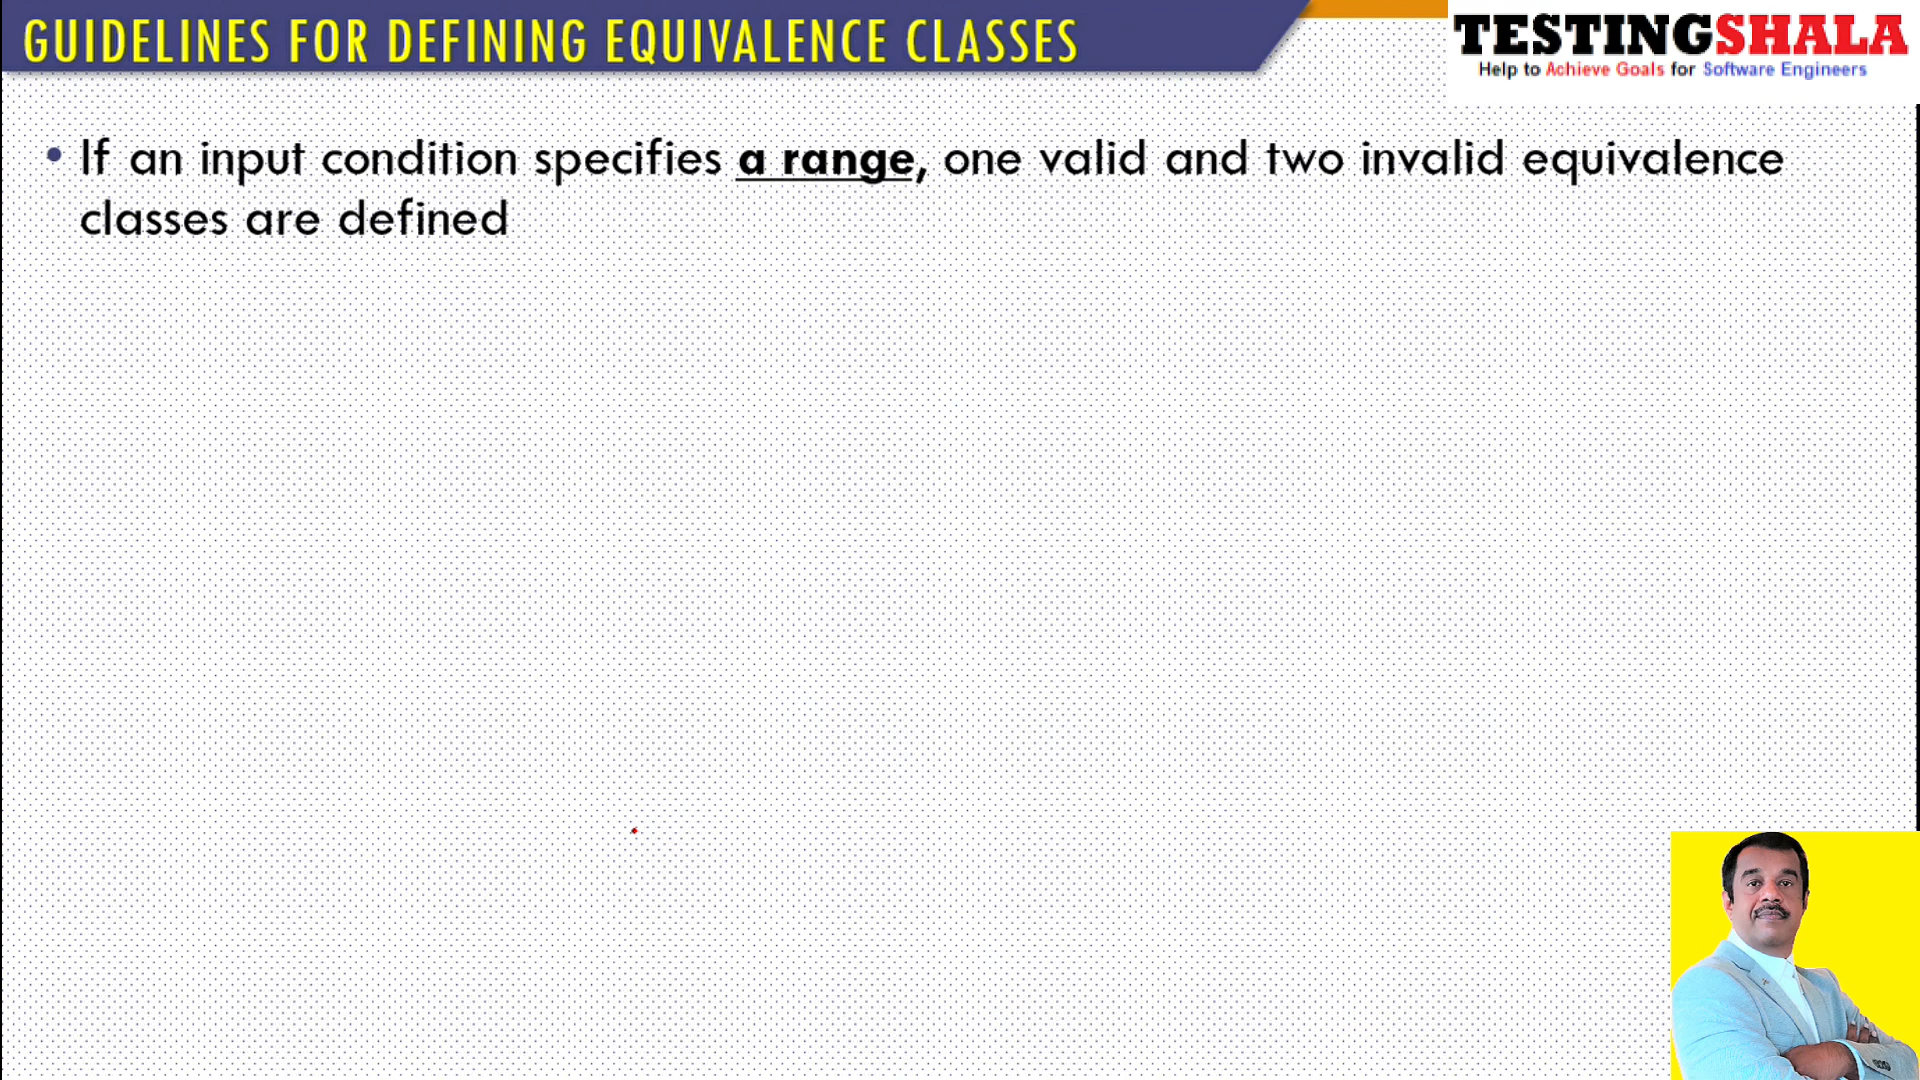 GUIDELINES FOR DEFINING EQUIVALENCE CLASSES
TESTINGSHALA
Help to Achieve Goals for Software Engineers
• If an input condition specifies a range, one valid and two invalid equivalence
classes are defined